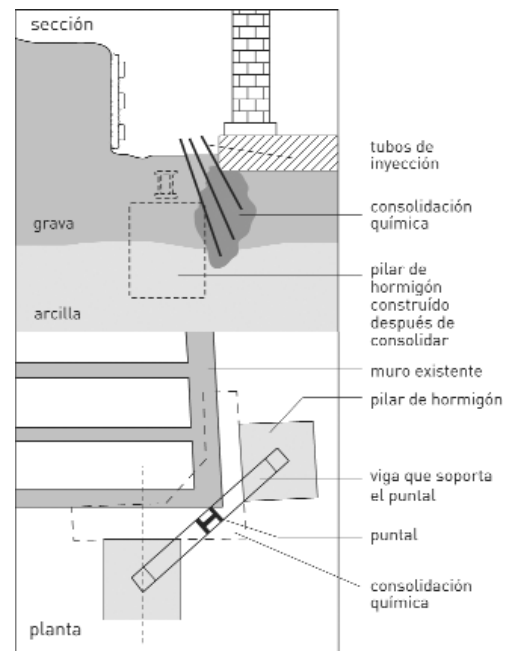 sección
tubos de
inyección
consolidación
química
grava
pilar de
hormigón
construído
después de
consolidar
arcilla
muro existente
pilar de hormigón
viga que soporta
el puntal
puntal
consolidación
química
planta